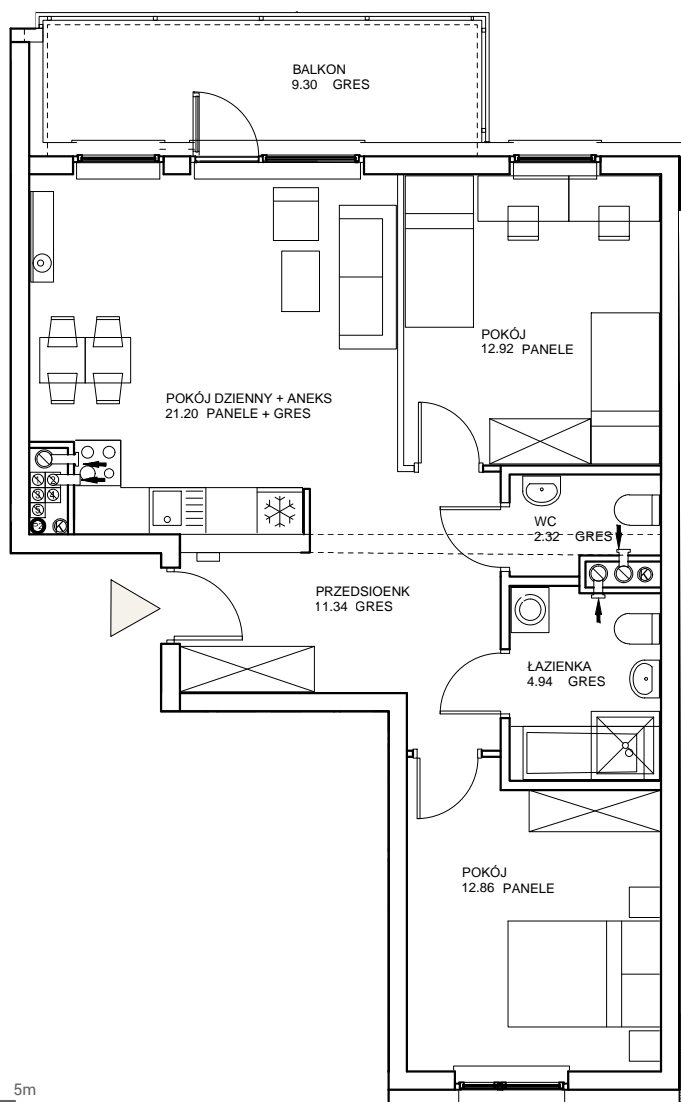 BALKON
9.30 GRES
POKÓJ
12.92 PANELE
POKÓJ DZIENNY + ANEKS
21.20 PANELE + GRES
WC
2.32 GRES
PRZEDSIOENK
11.34 GRES
ŁAZIENKA
4.94 GRES
POKÓJ
12.86 PANELE
5m